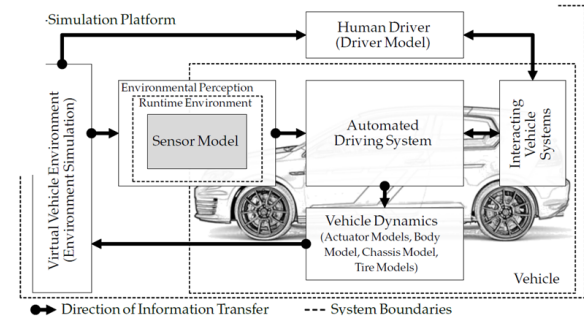 Simulation Platform
Human Driver
(Driver Model)
Environmental Perception
Runtime Environment
Sensor Model
Virtual Vehicle Environment
(Environment Simulation)
Automated
Driving System
Interacting
Vehicle
Systems
Vehicle Dynamics
(Actuator Models, Body
Model, Chassis Model,
Tire Models)
Vehicle
Direction of Information Transfer
System Boundaries